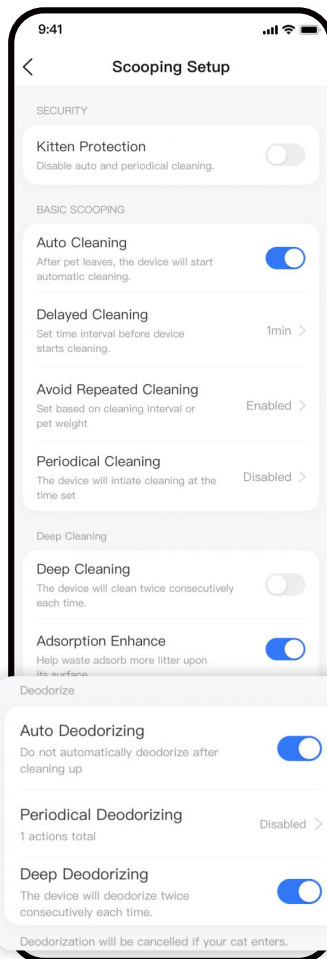 9:41
Scooping Setup
SECURITY
Kitten Protection
Disable auto and periodical cleaning.
BASIC SCOOPING
Auto Cleaning
After pet leaves, the device will start
automatic cleaning.
Delayed Cleaning
Set time interval before device
starts cleaning.
1min
Avoid Repeated Cleaning
Set based on cleaning interval or
pet weight
Enabled
Periodical Cleaning
The device will intiate cleaning at the
time set
Disabled
Deep Cleaning
Deep Cleaning
The device will clean twice consecutively
each time.
Adsorption Enhance
Help waste adsorb more litter upon
its surface
Deodorize
Auto Deodorizing
Do not automatically deodorize after
cleaning up
Periodical Deodorizing
1 actions total
Disabled
Deep Deodorizing
The device will deodorize twice
consecutively each time.
Deodorization will be cancelled if your cat enters.